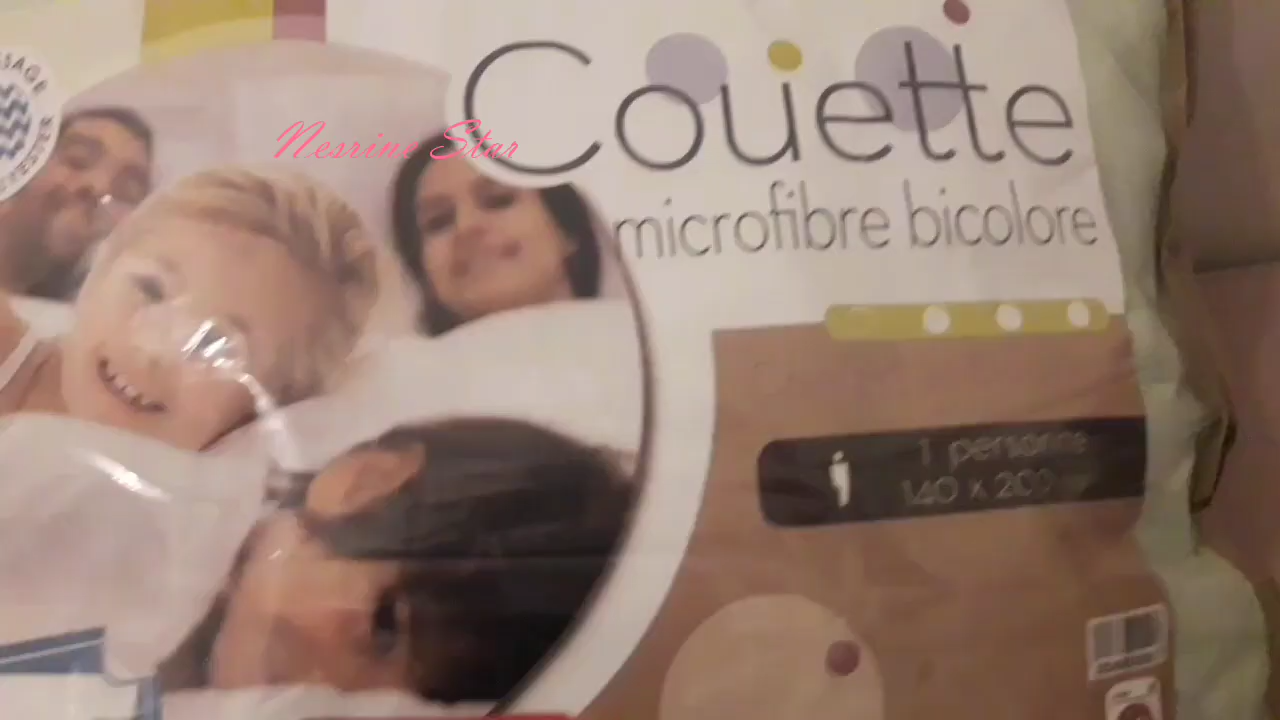 Couette
Nesrine Star
microfibre bicolore
1 personne
140 x 200